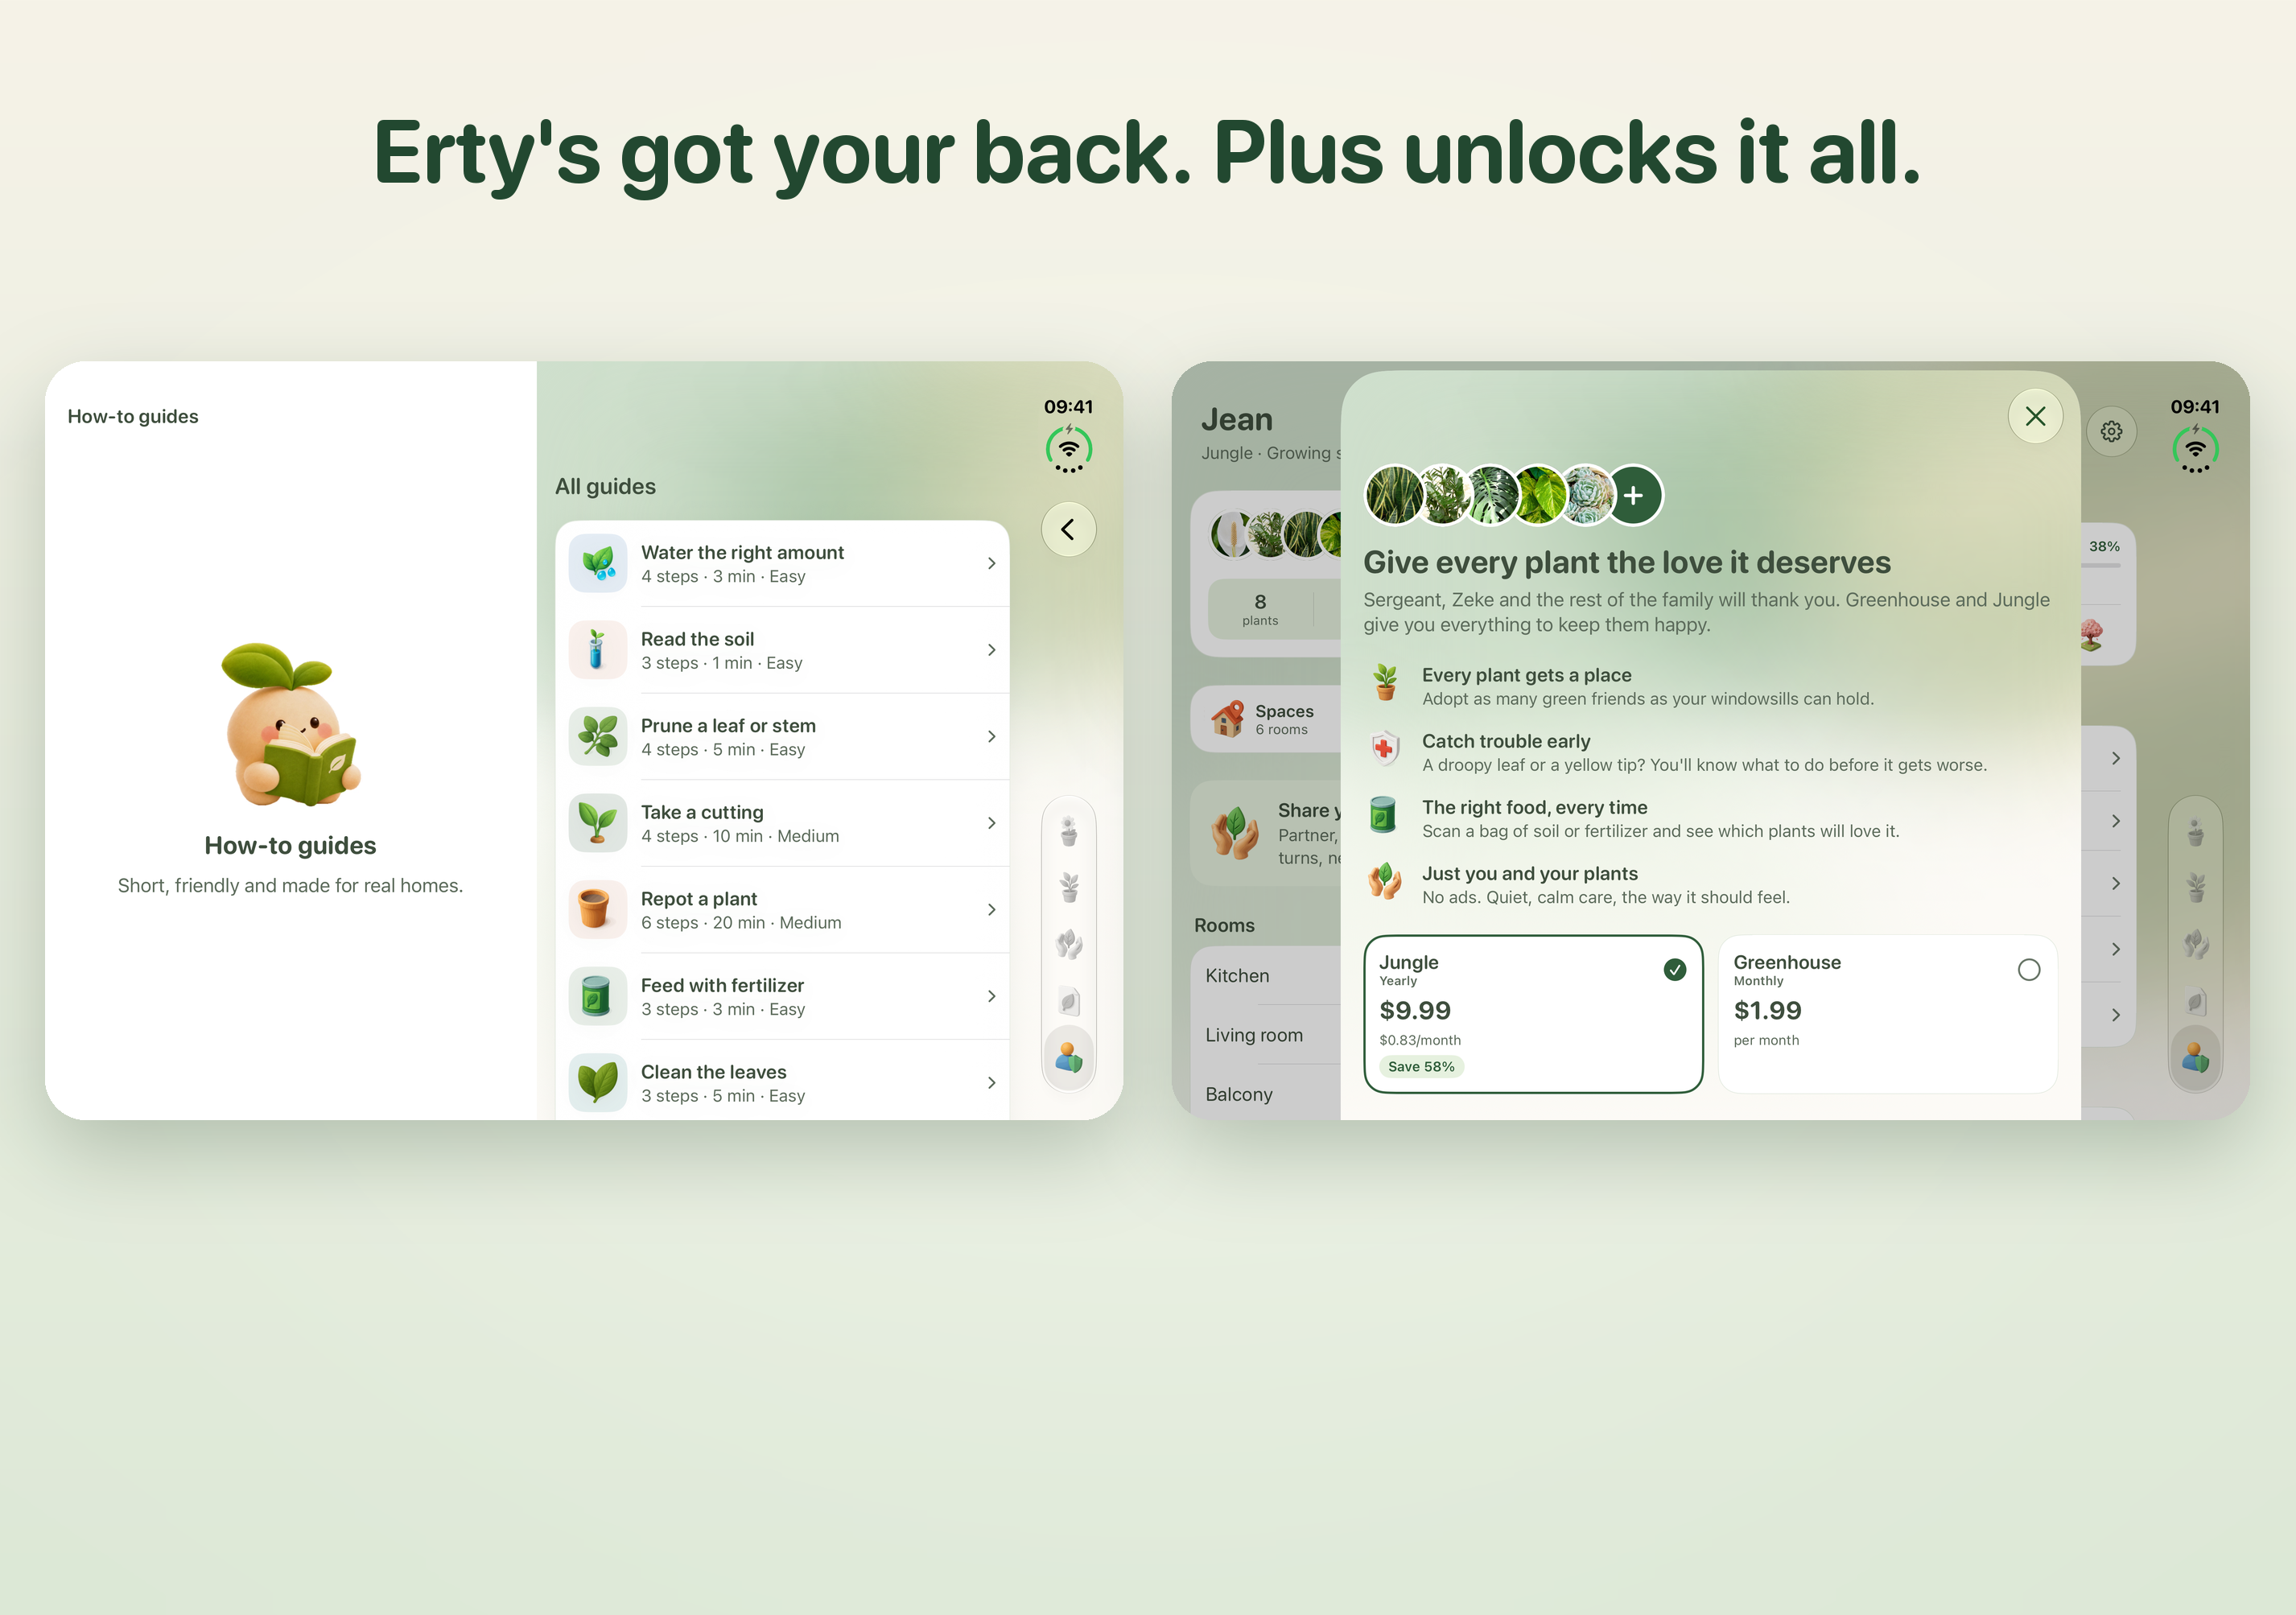 Erty's got your back. Plus unlocks it all.
How-to guides
How-to guides
Short, friendly and made for real homes.
All guides
Water the right amount
4 steps · 3 min · Easy
Read the soil
3 steps · 1 min · Easy
Prune a leaf or stem
4 steps · 5 min · Easy
Take a cutting
4 steps · 10 min · Medium
Repot a plant
6 steps · 20 min · Medium
Feed with fertilizer
3 steps · 3 min · Easy
Clean the leaves
3 steps · 5 min · Easy
09:41
Jean
Jungle · Growing
8
plants
Spaces
6 rooms
Share
Partner,
turns,
Rooms
Kitchen
Living room
Balcony
Give every plant the love it deserves
Sergeant, Zeke and the rest of the family will thank you. Greenhouse and Jungle
give you everything to keep them happy.
Every plant gets a place
Adopt as many green friends as your windowsills can hold.
Catch trouble early
A droopy leaf or a yellow tip? You'll know what to do before it gets worse.
The right food, every time
Scan a bag of soil or fertilizer and see which plants will love it.
Just you and your plants
No ads. Quiet, calm care, the way it should feel.
Jungle
Yearly
$9.99
$0.83/month
Save 58%
Greenhouse
Monthly
$1.99
per month
38%
09:41